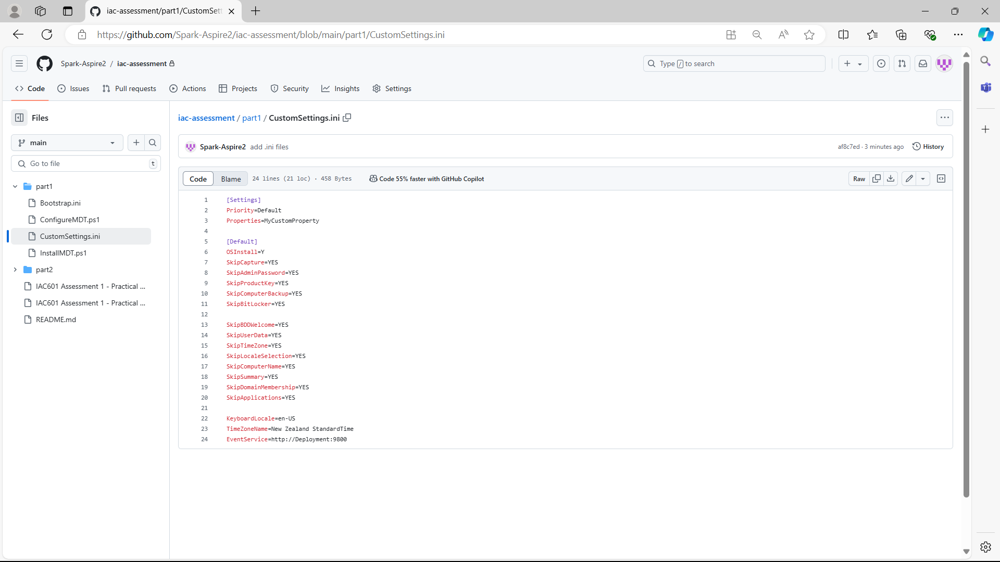 iac-assessment/part1/CustomSett
https://github.com/Spark-Aspire2/iac-assessment/blob/main/part1/CustomSettings.ini
Spark-Aspire2 / iac-assessment
Type / to search
Code
Issues
Pull requests
Actions
Projects
Security
Insights
Settings
Files
main
Go to file
t
part1
Bootstrap.ini
ConfigureMDT.ps1
CustomSettings.ini
InstallMDT.ps1
part2
IAC601 Assessment 1 - Practical ...
IAC601 Assessment 1 - Practical ...
README.md
iac-assessment / part1 / CustomSettings.ini
Spark-Aspire2 add .ini files
af8c7ed · 3 minutes ago
History
Code
Blame
24 lines (21 loc) · 458 Bytes
Code 55% faster with GitHub Copilot
Raw
1 [Settings]
2 Priority=Default
3 Properties=MyCustomProperty
4
5 [Default]
6 OSInstall=Y
7 SkipCapture=YES
8 SkipAdminPassword=YES
9 SkipProductKey=YES
10 SkipComputerBackup=YES
11 SkipBitLocker=YES
12
13 SkipBDDWelcome=YES
14 SkipUserData=YES
15 SkipTimeZone=YES
16 SkipLocaleSelection=YES
17 SkipComputerName=YES
18 SkipSummary=YES
19 SkipDomainMembership=YES
20 SkipApplications=YES
21
22 KeyboardLocale=en-US
23 TimeZoneName=New Zealand StandardTime
24 EventService=http://Deployment:9800